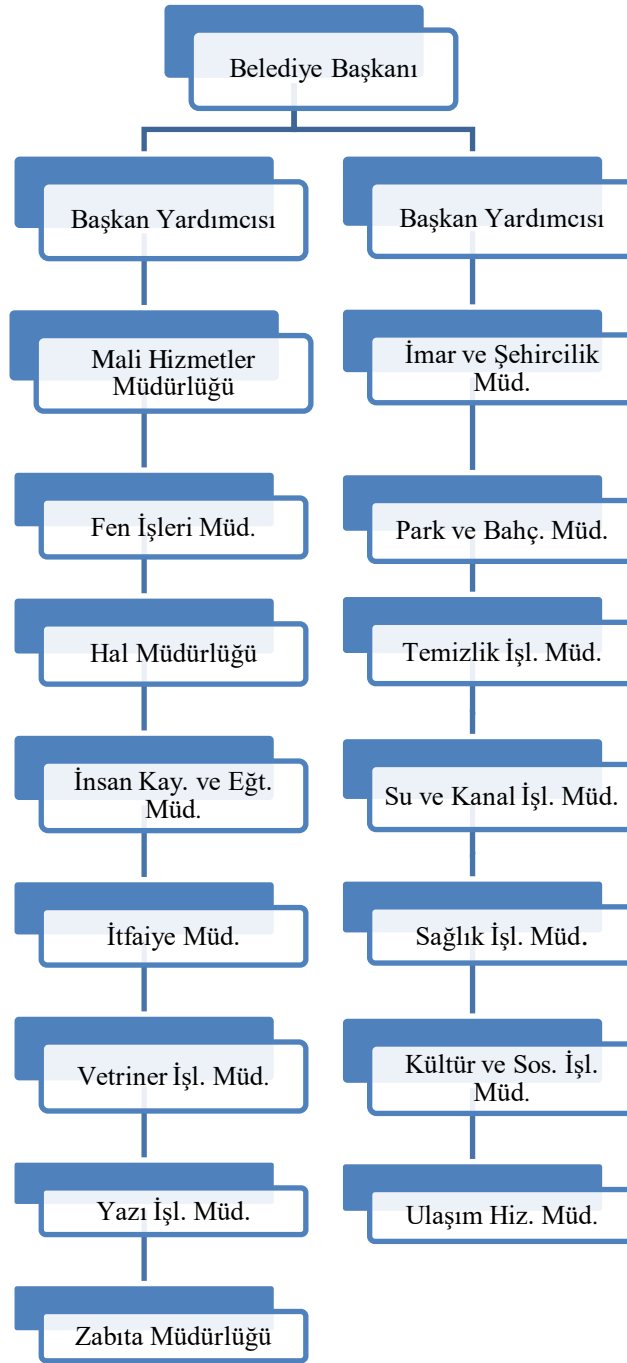 Belediye Başkanı
Başkan Yardımcısı
Mali Hizmetler
Müdürlüğü
Fen İşleri Müd.
Hal Müdürlüğü
İnsan Kay. ve Eğt.
Müd.
İtfaiye Müd.
Vetriner İşl. Müd.
Yazı İşl. Müd.
Zabıta Müdürlüğü
Başkan Yardımcısı
İmar ve Şehircilik
Müd.
Park ve Bahç. Müd.
Temizlik İşl. Müd.
Su ve Kanal İşl. Müd.
Sağlık İşl. Müd.
Kültür ve Sos. İşl.
Müd.
Ulaşım Hiz. Müd.